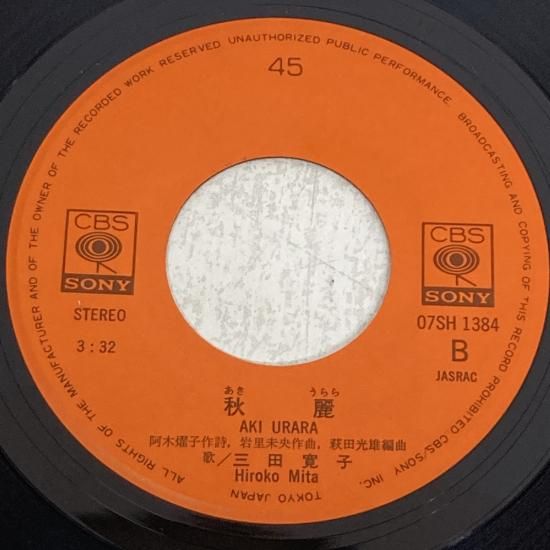 ALL RIGHTS OF THE MANUFACTURER AND OF THE OWNER OF THE RECORDED WORK RESERVED UNAUTHORIZED PUBLIC PERFORMANCE. BROADCASTING AND COPYING OF THIS RECORD PROHIBITED CBS/SONY INC.
45
CBS
SONY
CBS
SONY
STEREO
07SH 1384
3:32
B
JASRAC
あき うらら
秋 麗
AKI URARA
阿木燿子作詩, 岩里未央作曲, 萩田光雄編曲
歌/三田寛子
Hiroko Mita
TOKYO JAPAN